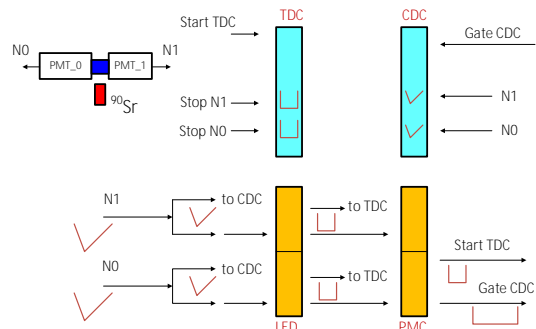 Start TDC
TDC
CDC
Gate CDC
N0
PMT_0
PMT_1
N1
90Sr
Stop N1
Stop N0
N1
N0
N1
to CDC
to TDC
Start TDC
N0
to CDC
to TDC
Gate CDC
LED
PMC